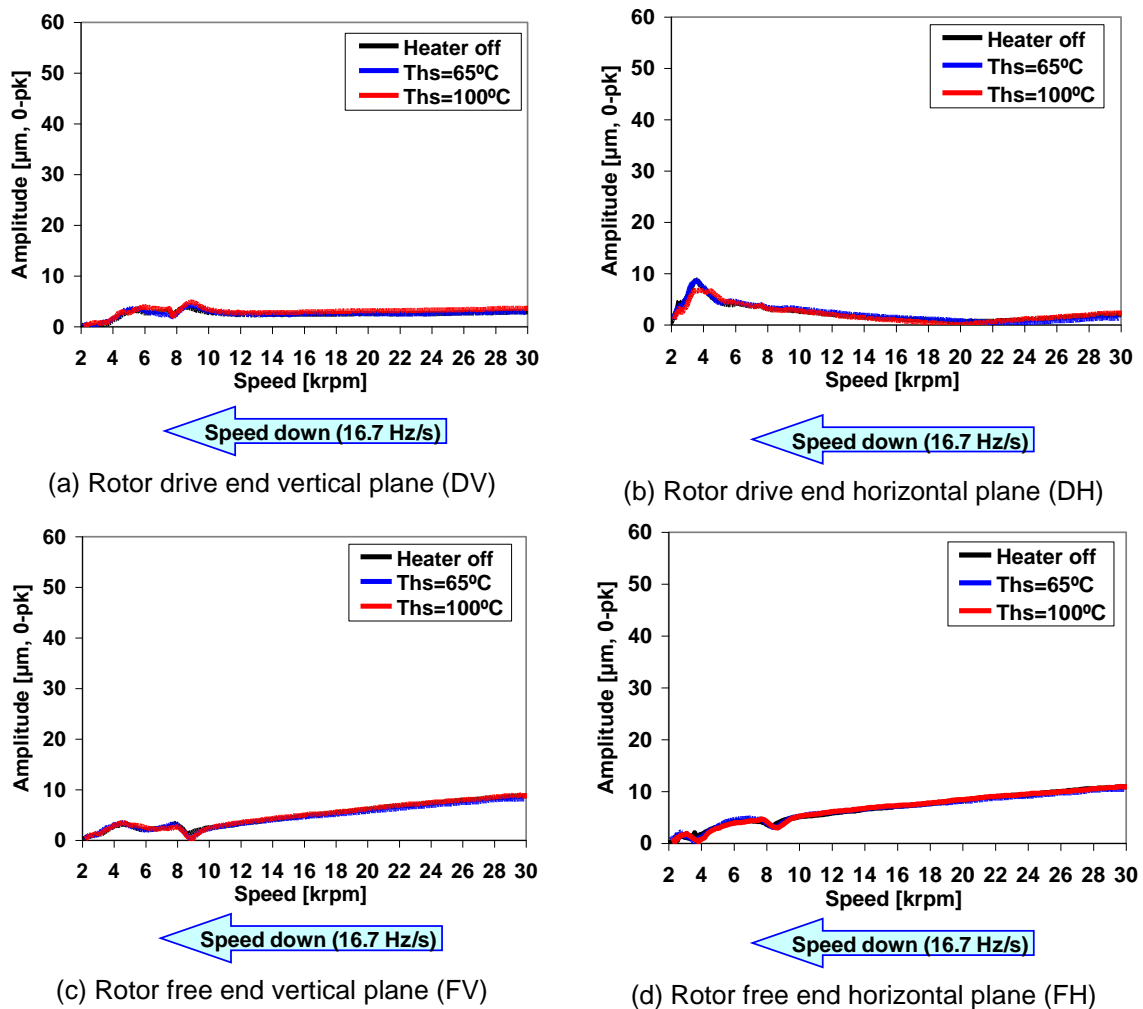 Amplitude [µm, 0-pk]
60
50
40
30
20
10
0
Heater off
Ths=65ºC
Ths=100ºC
2 4 6 8 10 12 14 16 18 20 22 24 26 28 30
Speed [krpm]
Speed down (16.7 Hz/s)
(a) Rotor drive end vertical plane (DV)
Amplitude [µm, 0-pk]
60
50
40
30
20
10
0
Heater off
Ths=65ºC
Ths=100ºC
2 4 6 8 10 12 14 16 18 20 22 24 26 28 30
Speed [krpm]
Speed down (16.7 Hz/s)
(b) Rotor drive end horizontal plane (DH)
Amplitude [µm, 0-pk]
60
50
40
30
20
10
0
Heater off
Ths=65ºC
Ths=100ºC
2 4 6 8 10 12 14 16 18 20 22 24 26 28 30
Speed [krpm]
Speed down (16.7 Hz/s)
(c) Rotor free end vertical plane (FV)
Amplitude [µm, 0-pk]
60
50
40
30
20
10
0
Heater off
Ths=65ºC
Ths=100ºC
2 4 6 8 10 12 14 16 18 20 22 24 26 28 30
Speed [krpm]
Speed down (16.7 Hz/s)
(d) Rotor free end horizontal plane (FH)